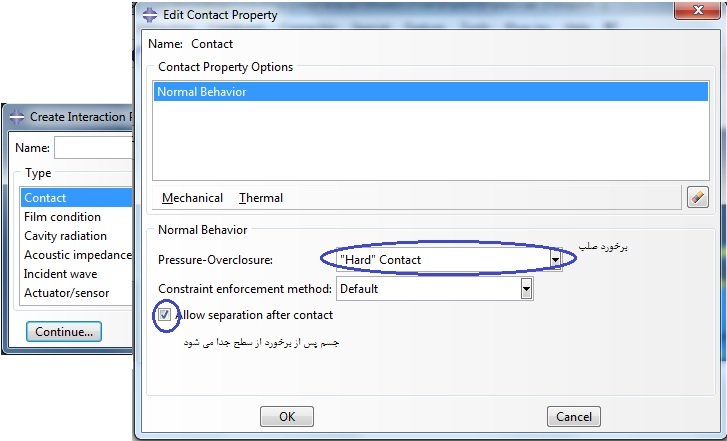 Edit Contact Property
Name: Contact
Contact Property Options
Normal Behavior
Mechanical Thermal
Normal Behavior
Pressure-Overclosure: "Hard" Contact
برخورد صلب
Constraint enforcement method: Default
Allow separation after contact
جسم پس از برخورد از سطح جدا می شود
OK Cancel
Create Interaction
Name:
Type
Contact
Film condition
Cavity radiation
Acoustic impedance
Incident wave
Actuator/sensor
Continue...